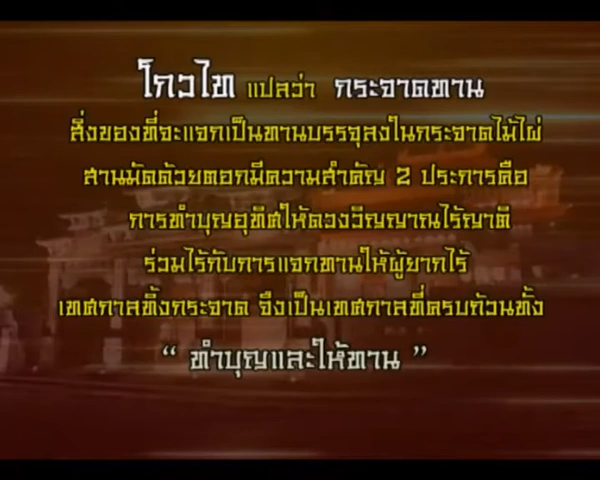 โกวไท แปลว่า กระจาดทาน
สิ่งของที่จะแจกเป็นทานบรรจุลงในกระจาดไม้ไผ่
สานมัดด้วยตอกมีความสำคัญ 2 ประการคือ
การทำบุญอุทิศให้ดวงวิญญาณไร้ญาติ
ร่วมไร้กับการแจกทานให้ผู้ยากไร้
เทศกาลทิ้งกระจาด จึงเป็นเทศกาลที่ครบถ้วนทั้ง
“ ทำบุญและให้ทาน ”